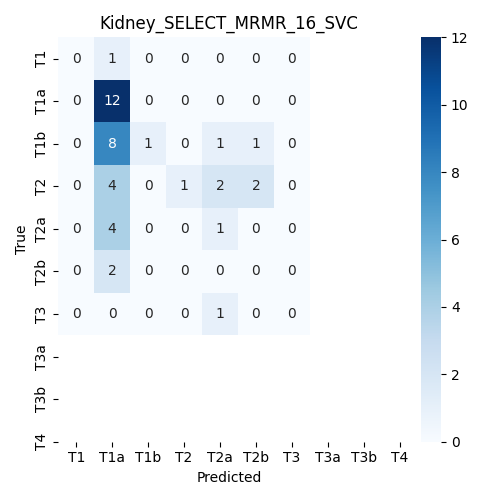 Kidney_SELECT_MRMR_16_SVC
T1 0 1 0 0 0 0 0
T1a 0 12 0 0 0 0 0
T1b 0 8 1 0 1 1 0
T2 0 4 0 1 2 2 0
T2a 0 4 0 0 1 0 0
T2b 0 2 0 0 0 0 0
T3 0 0 0 0 1 0 0
T3a
T3b
T4
True
T1 T1a T1b T2 T2a T2b T3 T3a T3b T4
Predicted
12
10
8
6
4
2
0